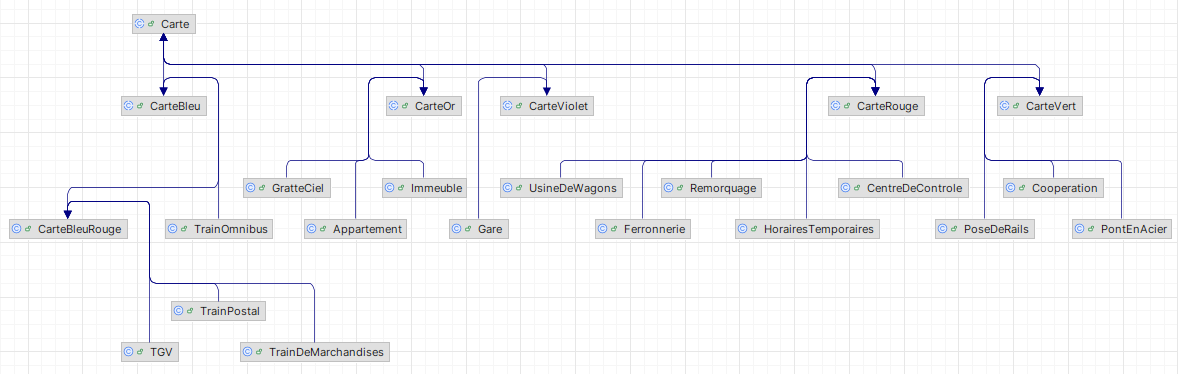 Carte
CarteBleu
CarteOr
CarteViolet
CarteRouge
CarteVert
GratteCiel
Immeuble
UsineDeWagons
Remorquage
CentreDeControle
Cooperation
CarteBleuRouge
TrainOmnibus
Appartement
Gare
Ferronnerie
HorairesTemporaires
PoseDeRails
PontEnAcier
TrainPostal
TGV
TrainDeMarchandises